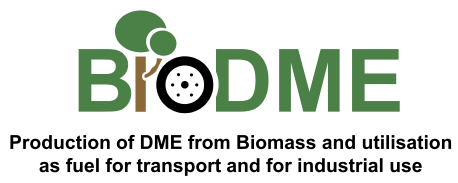 BioDME
Production of DME from Biomass and utilisation
as fuel for transport and for industrial use